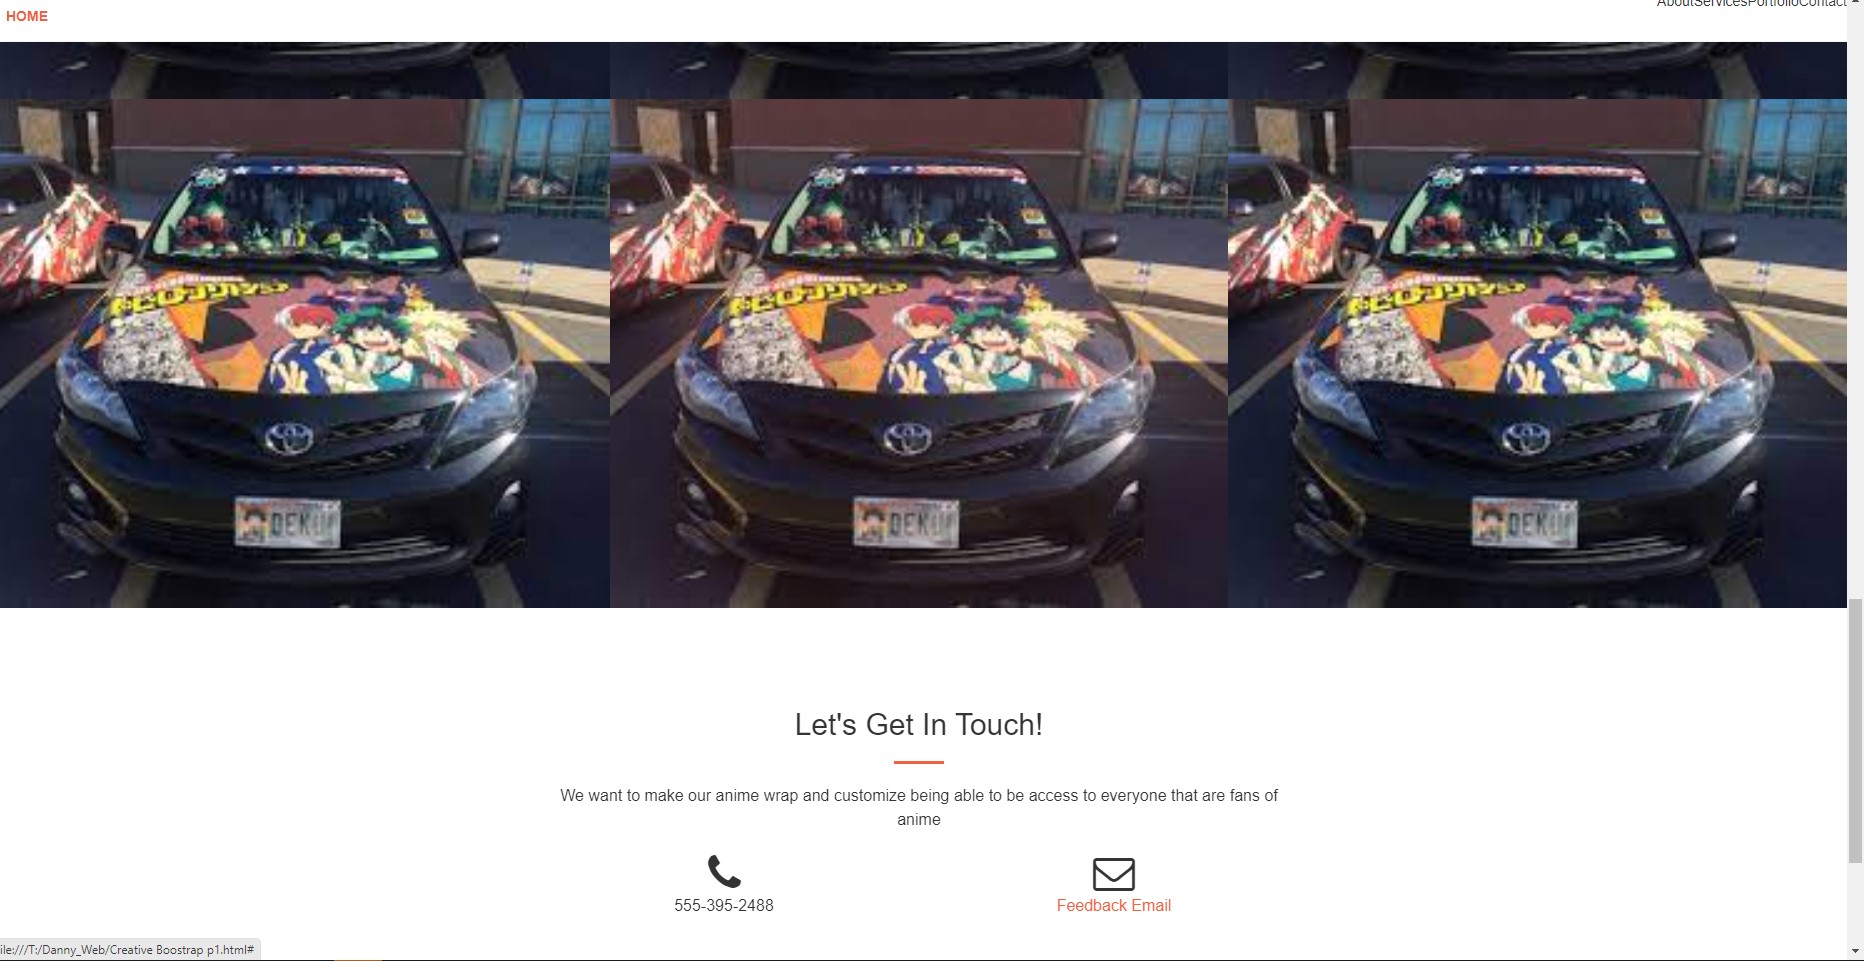 HOME
AboutServicesPortfolioContact
DEKU
DEKU
DEKU
Let's Get In Touch!
We want to make our anime wrap and customize being able to be access to everyone that are fans of
anime
555-395-2488
Feedback Email
ile:///T:/Danny_Web/Creative Boostrap p1.html#